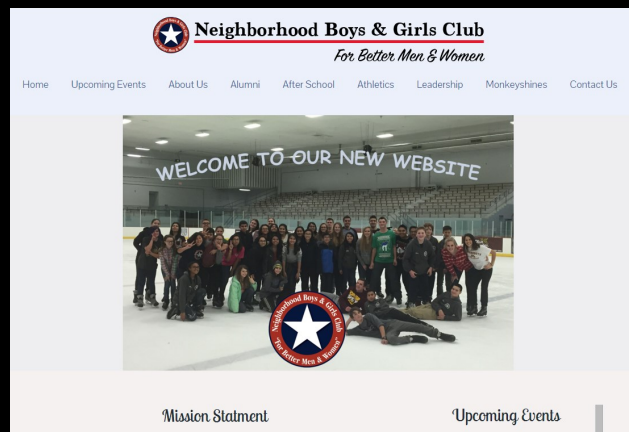 Neighborhood Boys & Girls Club
For Better Men & Women
Home Upcoming Events About Us Alumni After School Athletics Leadership Monkeyshines Contact Us
WELCOME TO OUR NEW WEBSITE
Neighborhood Boys & Girls Club
"For Better Men & Women"
Mission Statment
Upcoming Events